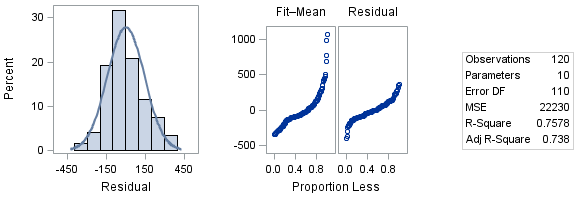 Percent
30
20
10
0
-450 -150 150 450
Residual
Fit–Mean Residual
1000
500
0
-500
0.0 0.4 0.8 0.0 0.4 0.8
Proportion Less
Observations 120
Parameters 10
Error DF 110
MSE 22230
R-Square 0.7578
Adj R-Square 0.738